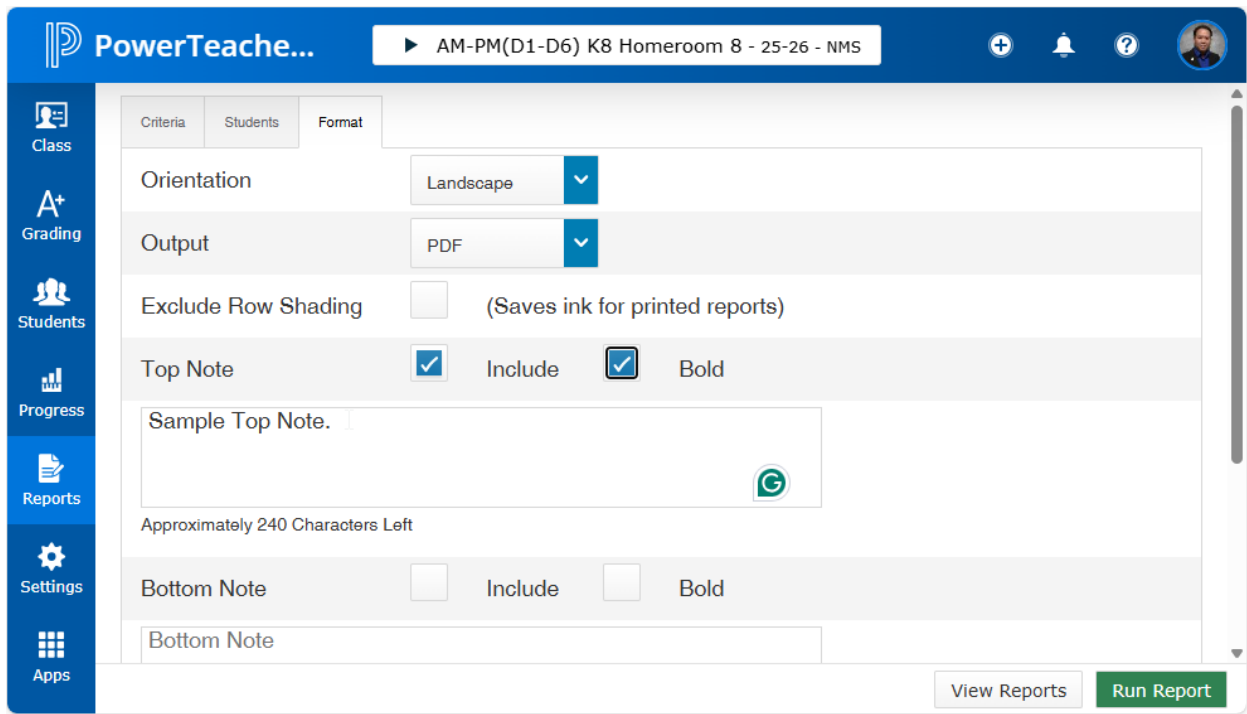 PowerTeache...
AM-PM(D1-D6) K8 Homeroom 8 - 25-26 - NMS
Class
Grading
Students
Progress
Reports
Settings
Apps
Criteria Students Format
Orientation Landscape
Output PDF
Exclude Row Shading (Saves ink for printed reports)
Top Note Include Bold
Sample Top Note.
Approximately 240 Characters Left
Bottom Note Include Bold
Bottom Note
View Reports Run Report